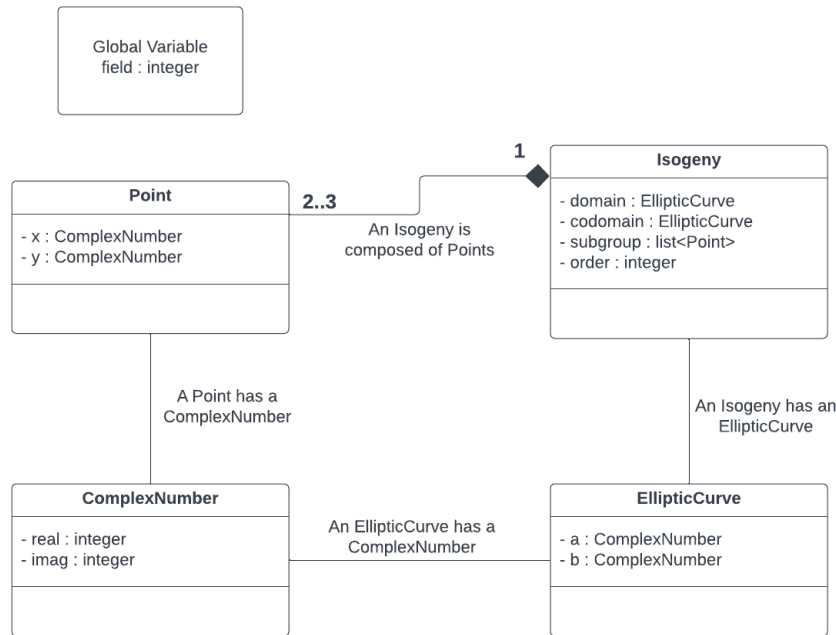 Global Variable
field : integer
1
Isogeny
- domain : EllipticCurve
- codomain : EllipticCurve
- subgroup : list<Point>
- order : integer
Point
- x : ComplexNumber
- y : ComplexNumber
2..3
An Isogeny is
composed of Points
A Point has a
ComplexNumber
An Isogeny has an
EllipticCurve
ComplexNumber
- real : integer
- imag : integer
An EllipticCurve has a
ComplexNumber
EllipticCurve
- a : ComplexNumber
- b : ComplexNumber